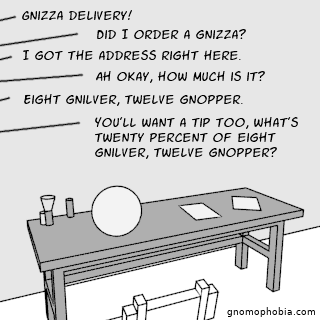 GNIZZA DELIVERY!
DID I ORDER A GNIZZA?
I GOT THE ADDRESS RIGHT HERE.
AH OKAY, HOW MUCH IS IT?
EIGHT GNILVER, TWELVE GNOPPER.
YOU'LL WANT A TIP TOO, WHAT'S
TWENTY PERCENT OF EIGHT
GNILVER, TWELVE GNOPPER?
gnomophobia.com